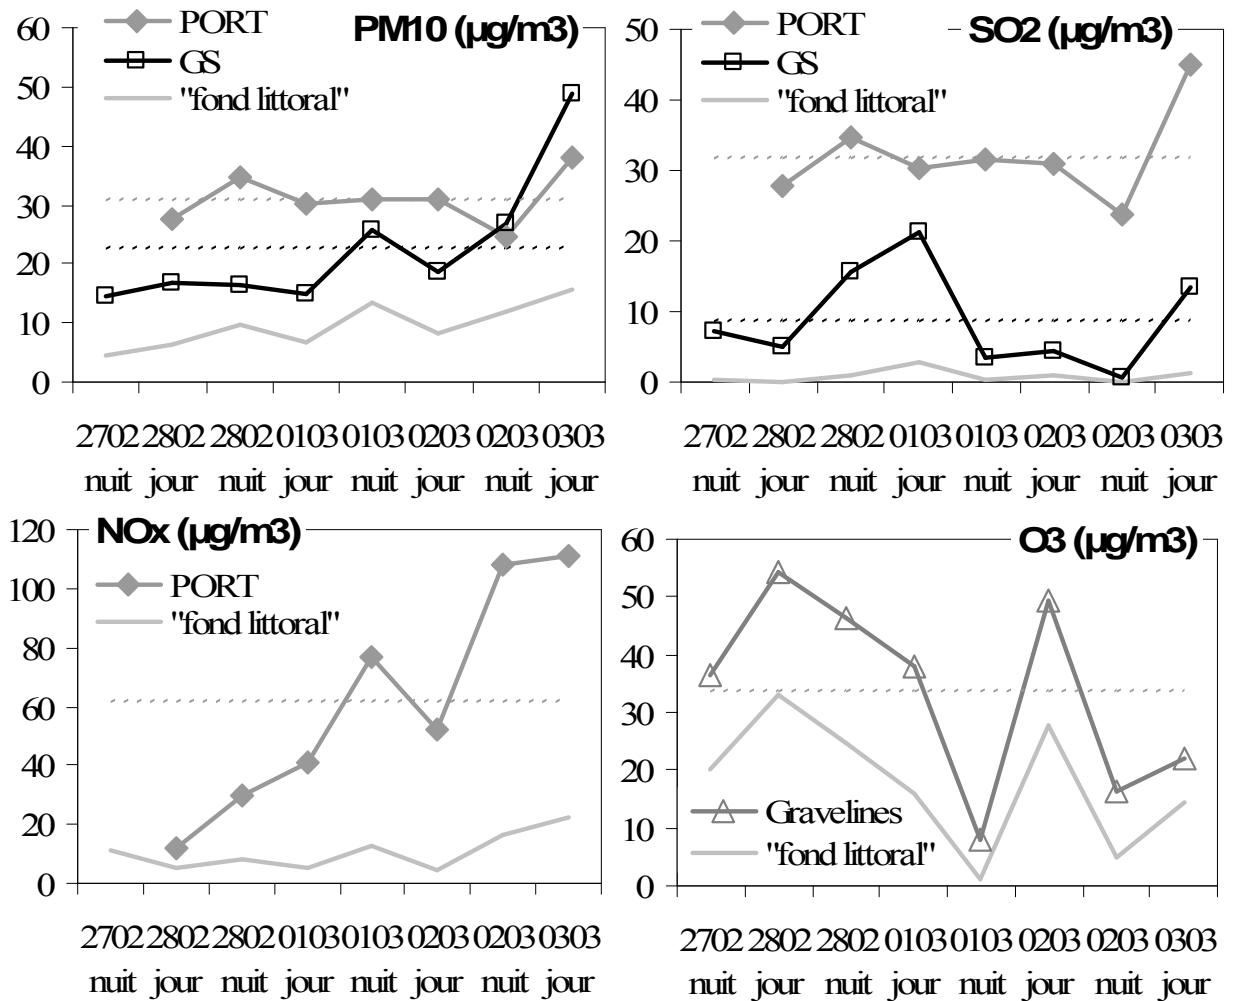 PM10 (µg/m3)
PORT
GS
"fond littoral"
60
50
40
30
20
10
0
2702 2802 2802 0103 0103 0203 0203 0303
nuit jour nuit jour nuit jour nuit jour
SO2 (µg/m3)
PORT
GS
"fond littoral"
50
40
30
20
10
0
2702 2802 2802 0103 0103 0203 0203 0303
nuit jour nuit jour nuit jour nuit jour
NOx (µg/m3)
PORT
"fond littoral"
120
100
80
60
40
20
0
2702 2802 2802 0103 0103 0203 0203 0303
nuit jour nuit jour nuit jour nuit jour
O3 (µg/m3)
60
50
40
30
20
10
0
Gravelines
"fond littoral"
2702 2802 2802 0103 0103 0203 0203 0303
nuit jour nuit jour nuit jour nuit jour